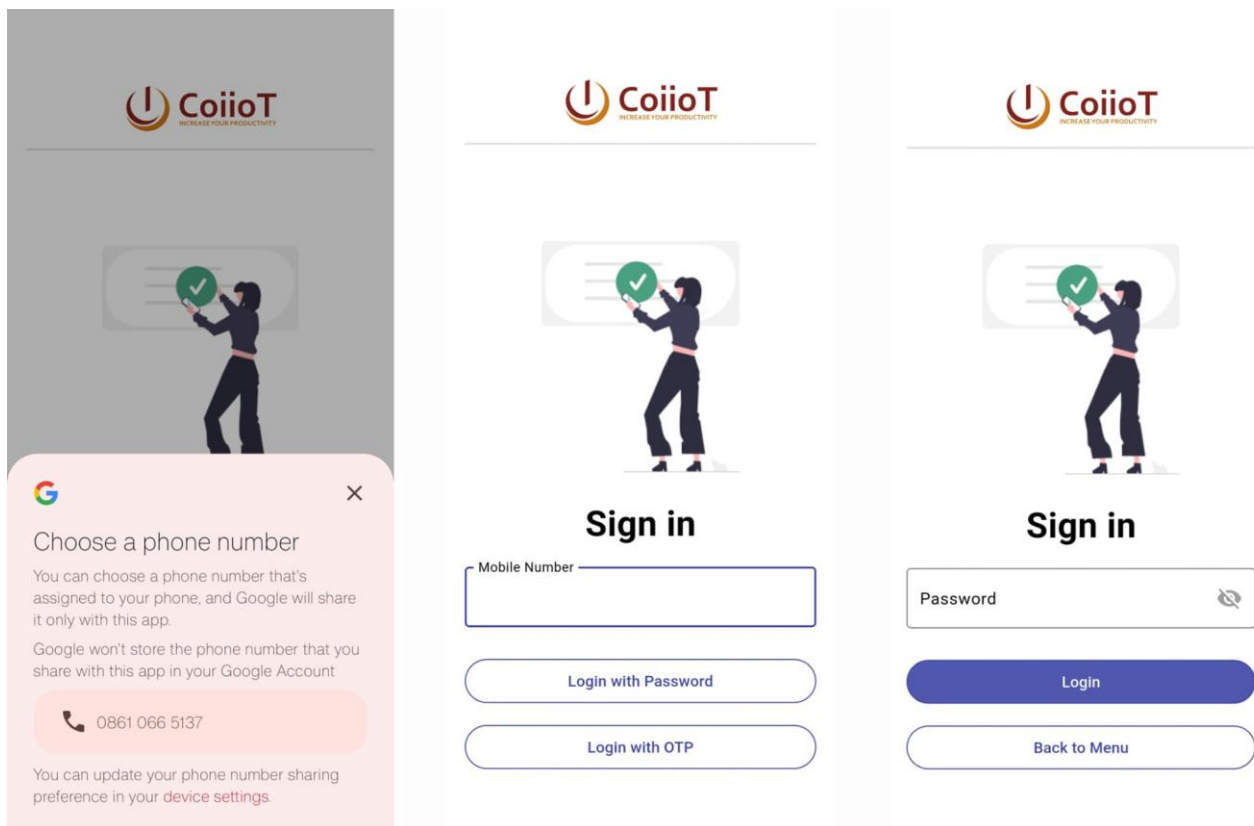 CoiioT
INCREASE YOUR PRODUCTIVITY
Choose a phone number
You can choose a phone number that's
assigned to your phone, and Google will share
it only with this app.
Google won't store the phone number that you
share with this app in your Google Account
0861 066 5137
You can update your phone number sharing
preference in your device settings.
CoiioT
INCREASE YOUR PRODUCTIVITY
Sign in
Mobile Number
Login with Password
Login with OTP
CoiioT
INCREASE YOUR PRODUCTIVITY
Sign in
Password
Login
Back to Menu